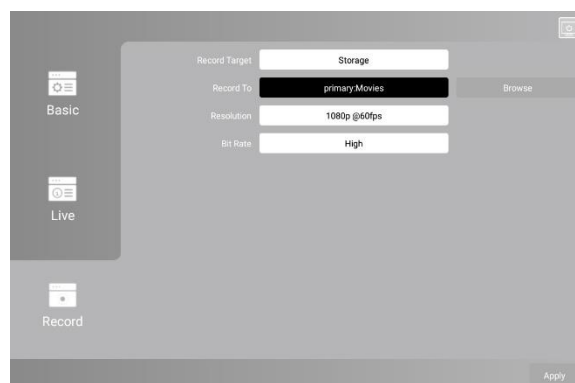 Basic
Live
Record
Record Target Storage
Record To primary:Movies Browse
Resolution 1080p @60fps
Bit Rate High
Apply